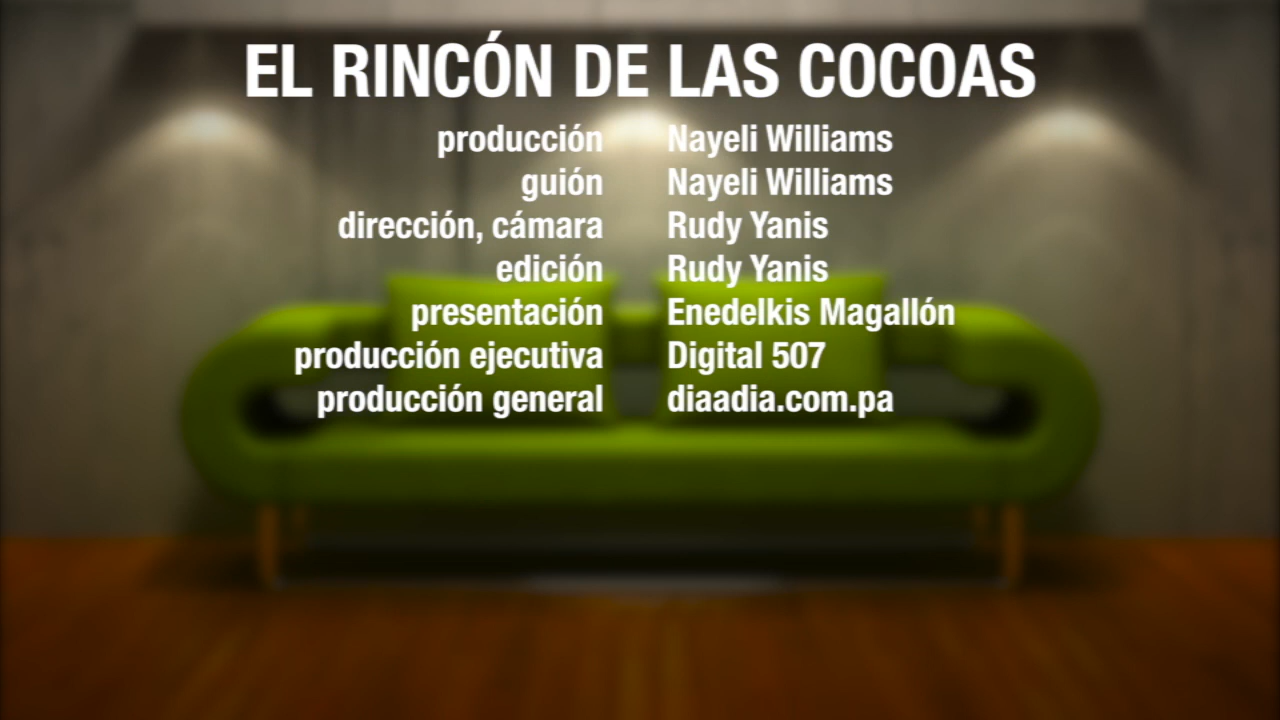 EL RINCÓN DE LAS COCOAS
producción Nayeli Williams
guión Nayeli Williams
dirección, cámara Rudy Yanis
edición Rudy Yanis
presentación Enedelkis Magallón
producción ejecutiva Digital 507
producción general diaadia.com.pa